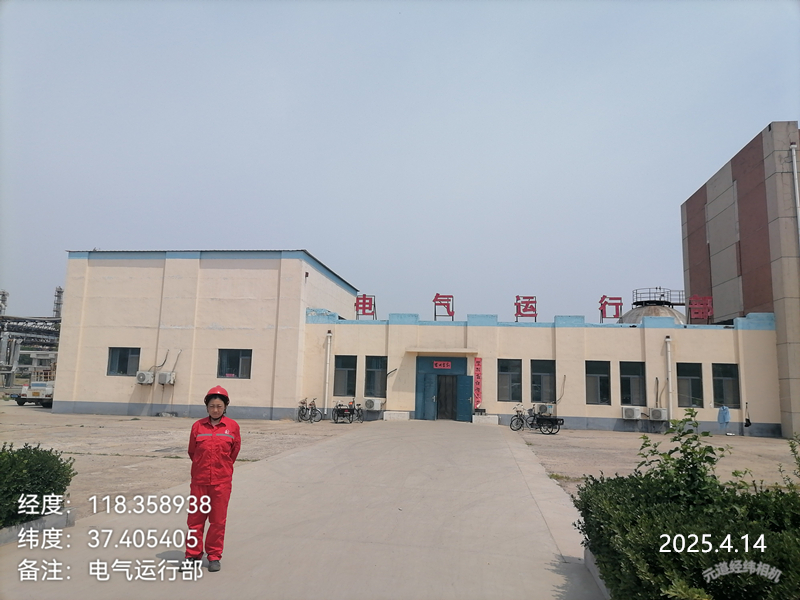 电气运行部
经度： 118.358938
纬度： 37.405405
备注： 电气运行部
2025.4.14
元道经纬相机